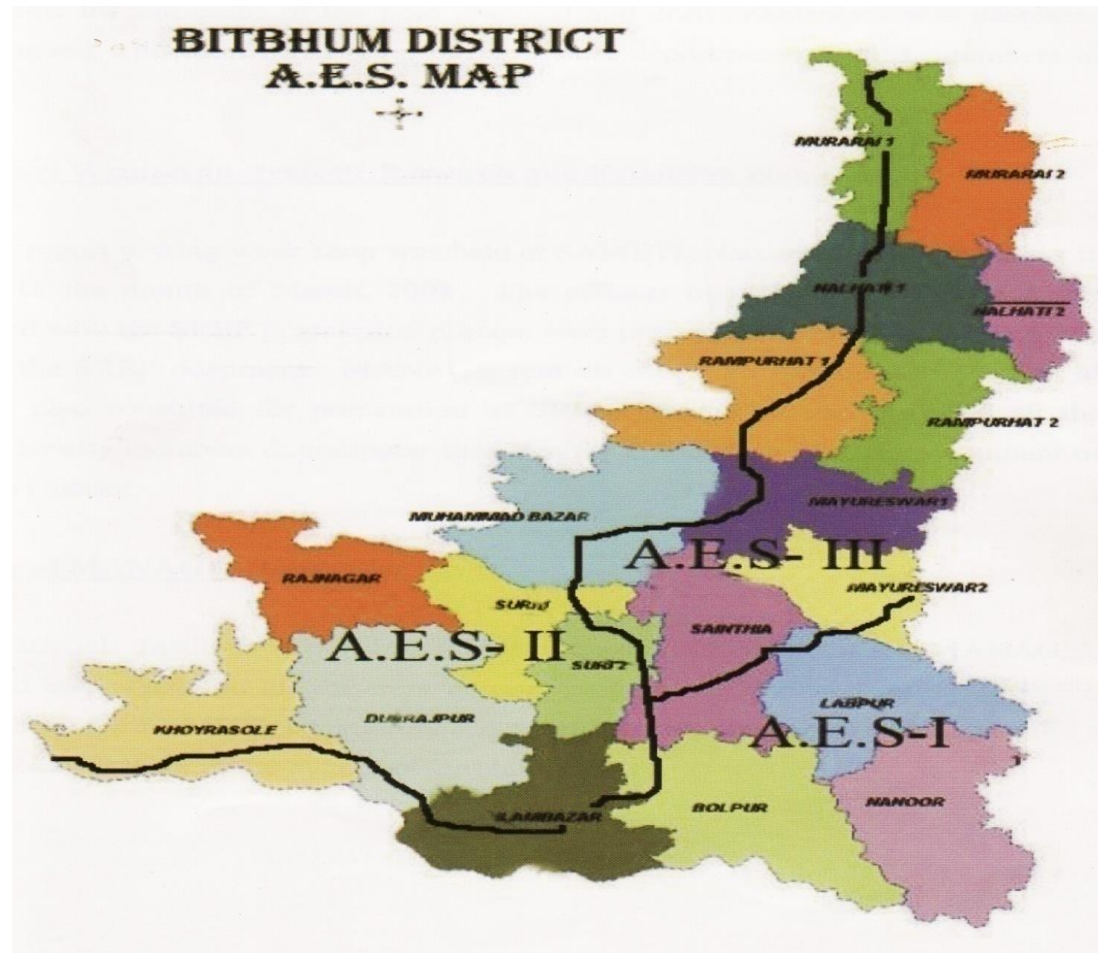 BITBHUM DISTRICT
A.E.S. MAP
MURARAI 1
MURARAI 2
NALHATI 1
NALHATI 2
RAMPURHAT 1
RAMPURHAT 2
MAYURESWAR1
MUHAMMAD BAZAR
A.E.S- III
RAJNAGAR
MAYURESWAR2
SURI
SAINTHIA
A.E.S- II
SURI 2
LABPUR
DUBRAJPUR
KHOYRASOLE
A.E.S-I
NANOOR
BOLPUR
ILAMBAZAR